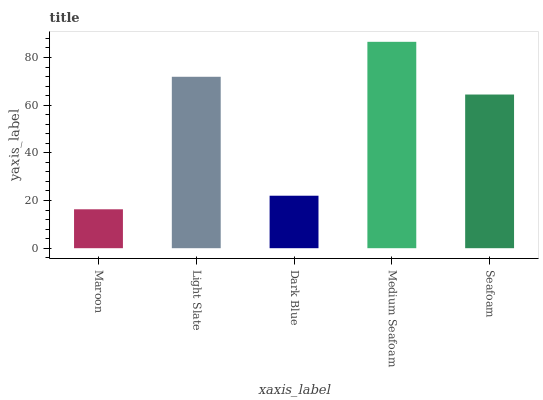 title
yaxis_label
80
60
40
20
0
Maroon
Light Slate
Dark Blue
Medium Seafoam
Seafoam
xaxis_label